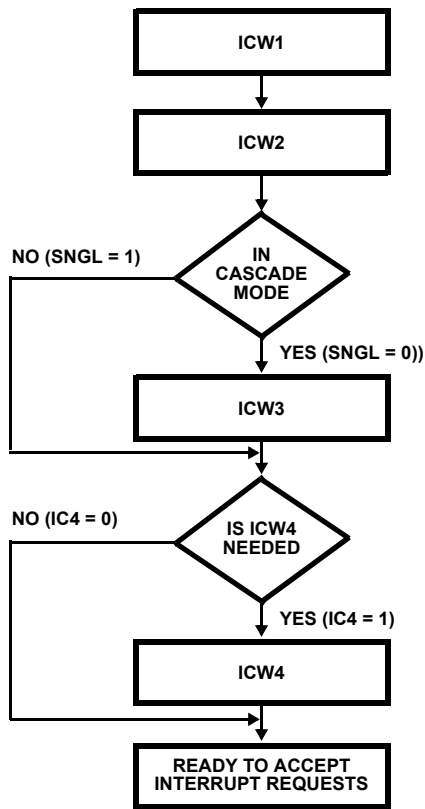 ICW1
ICW2
IN
CASCADE
MODE
NO (SNGL = 1)
YES (SNGL = 0))
ICW3
IS ICW4
NEEDED
NO (IC4 = 0)
YES (IC4 = 1)
ICW4
READY TO ACCEPT
INTERRUPT REQUESTS